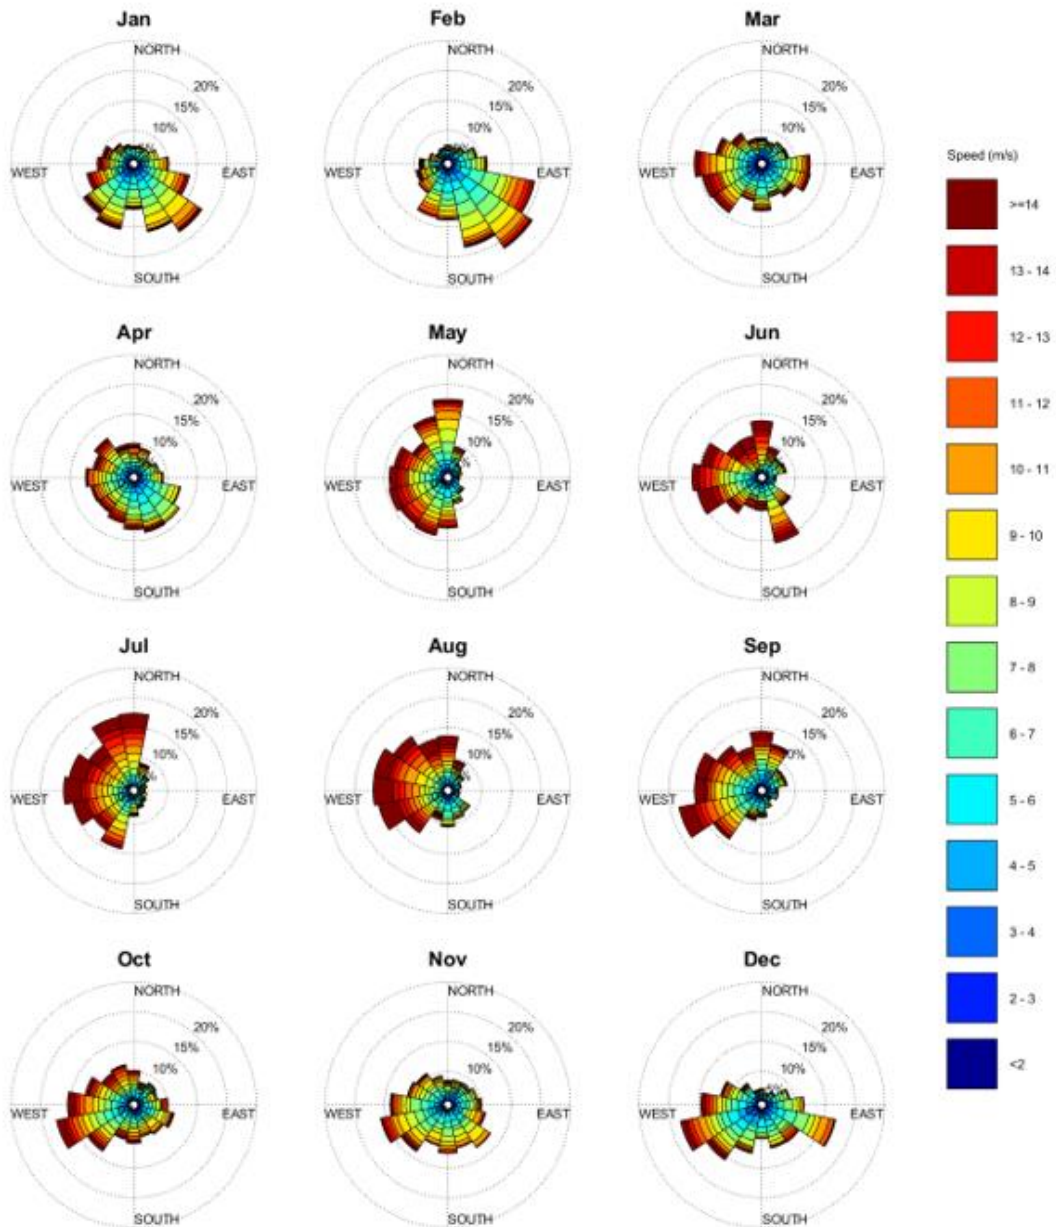 Jan
NORTH
20%
15%
10%
WEST
EAST
SOUTH
Feb
NORTH
20%
15%
10%
WEST
EAST
SOUTH
Mar
NORTH
20%
15%
10%
WEST
EAST
SOUTH
Apr
NORTH
20%
15%
10%
WEST
EAST
SOUTH
May
NORTH
20%
15%
10%
WEST
EAST
SOUTH
Jun
NORTH
20%
15%
10%
WEST
EAST
SOUTH
Jul
NORTH
20%
15%
10%
WEST
EAST
SOUTH
Aug
NORTH
20%
15%
10%
WEST
EAST
SOUTH
Sep
NORTH
20%
15%
10%
WEST
EAST
SOUTH
Oct
NORTH
20%
15%
10%
WEST
EAST
SOUTH
Nov
NORTH
20%
15%
10%
WEST
EAST
SOUTH
Dec
NORTH
20%
15%
10%
WEST
EAST
SOUTH
Speed (m/s)
>=14
13 - 14
12 - 13
11 - 12
10 - 11
9 - 10
8 - 9
7 - 8
6 - 7
5 - 6
4 - 5
3 - 4
2 - 3
<2